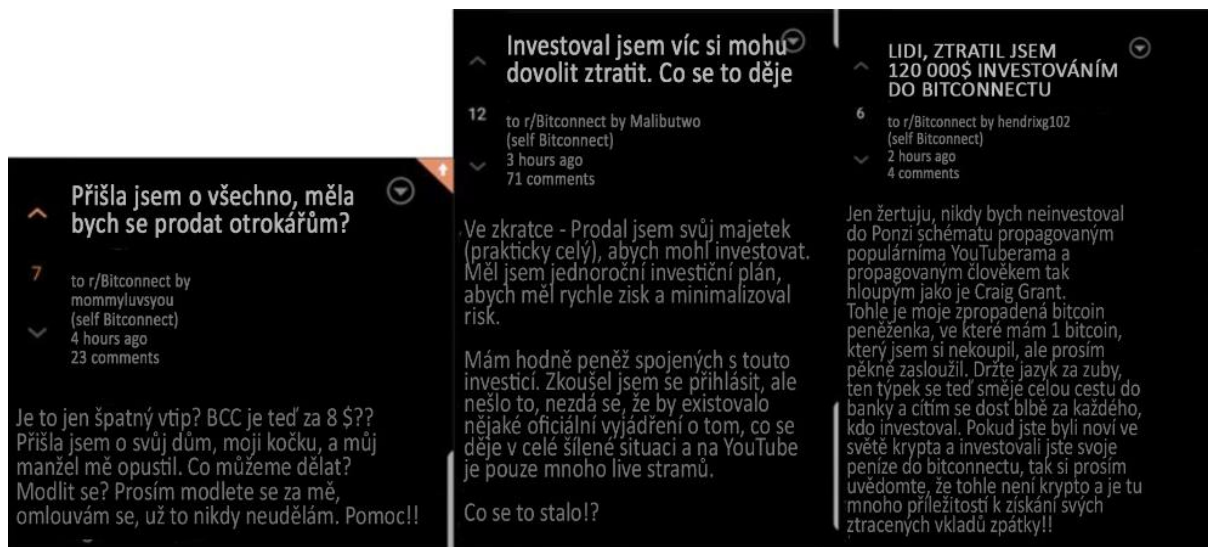 Přišla jsem o všechno, měla
bych se prodat otrokářům?
7
to r/Bitconnect by
mommyluvsyou
(self Bitconnect)
4 hours ago
23 comments
Je to jen špatný vtip? BCC je teď za 8 $??
Přišla jsem o svůj dům, moji kočku, a můj
manžel mě opustil. Co můžeme dělat?
Modlit se? Prosím modlete se za mě,
omlouvám se, už to nikdy neudělám. Pomoc!!
Investoval jsem víc si mohu
dovolit ztratit. Co se to děje
12
to r/Bitconnect by Malibutwo
(self Bitconnect)
3 hours ago
71 comments
Ve zkratce - Prodal jsem svůj majetek
(prakticky celý), abych mohl investovat.
Měl jsem jednoroční investiční plán,
abych měl rychle zisk a minimalizoval
risk.
Mám hodně peněž spojených s touto
investicí. Zkoušel jsem se přihlásit, ale
nešlo to, nezdá se, že by existovalo
nějaké oficiální vyjádření o tom, co se
děje v celé šílené situaci a na YouTube
je pouze mnoho live stramů.
Co se to stalo!?
LIDI, ZTRATIL JSEM
120 000$ INVESTOVÁNÍM
DO BITCONNECTU
6
to r/Bitconnect by hendrixg102
(self Bitconnect)
2 hours ago
4 comments
Jen žertuju, nikdy bych neinvestoval
do Ponzi schématu propagovaným
populárníma YouTuberama a
propagovaným člověkem tak
hloupým jako je Craig Grant.
Tohle je moje zpropadená bitcoin
peněženka, ve které mám 1 bitcoin,
který jsem si nekoupil, ale prosím
pěkně zasloužil. Držte jazyk za zuby,
ten týpek se teď směje celou cestu do
banky a cítím se dost blbě za každého,
kdo investoval. Pokud jste byli noví ve
světě krypta a investovali jste svoje
peníze do bitconnectu, tak si prosím
uvědomte, že tohle není krypto a je tu
mnoho příležitostí k získání svých
ztracených vkladů zpátky!!